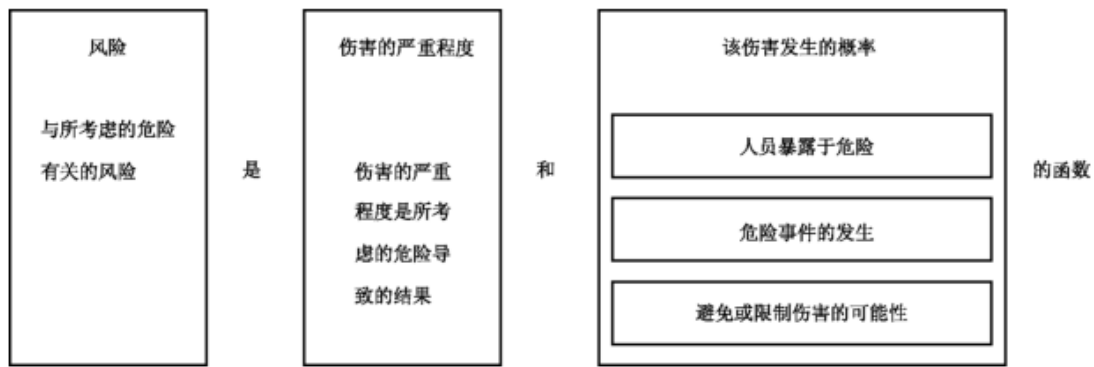 风险
与所考虑的危险
有关的风险
是
伤害的严重程度
伤害的严重
程度是所考
虑的危险导
致的结果
和
该伤害发生的概率
人员暴露于危险
危险事件的发生
避免或限制伤害的可能性
的函数